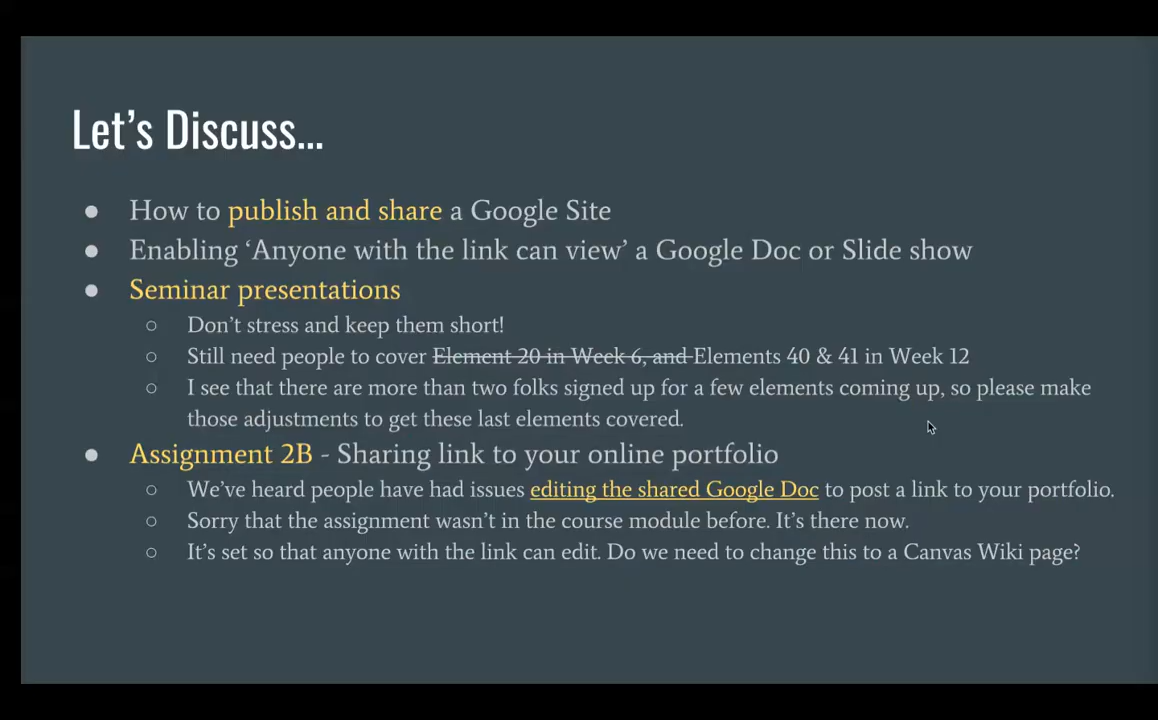 Let’s Discuss...
● How to publish and share a Google Site
● Enabling ‘Anyone with the link can view’ a Google Doc or Slide show
● Seminar presentations
○ Don’t stress and keep them short!
○ Still need people to cover Element 20 in Week 6, and Elements 40 & 41 in Week 12
○ I see that there are more than two folks signed up for a few elements coming up, so please make
those adjustments to get these last elements covered.
● Assignment 2B - Sharing link to your online portfolio
○ We’ve heard people have had issues editing the shared Google Doc to post a link to your portfolio.
○ Sorry that the assignment wasn’t in the course module before. It’s there now.
○ It’s set so that anyone with the link can edit. Do we need to change this to a Canvas Wiki page?